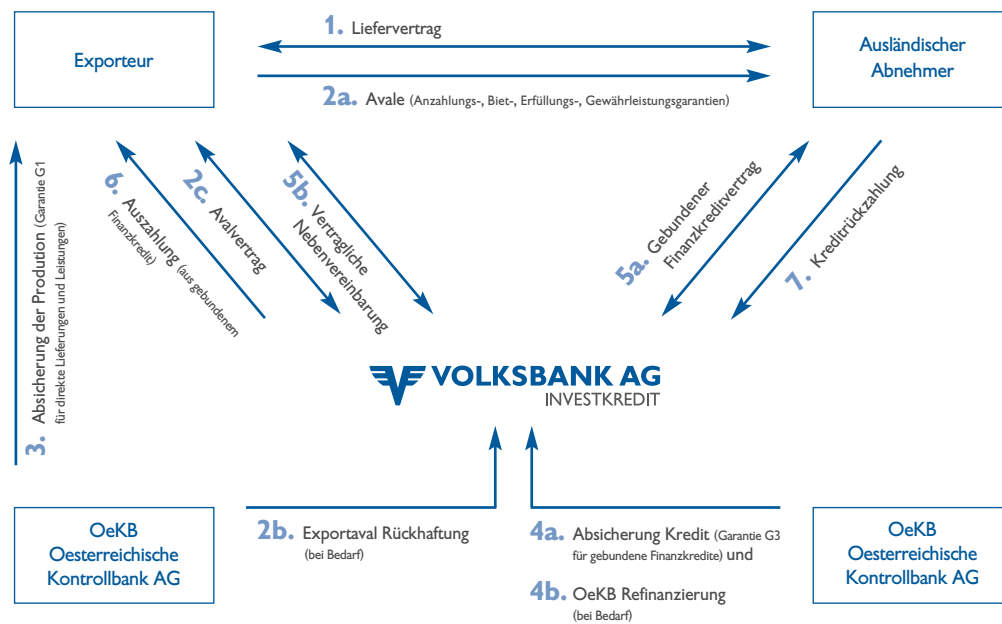 1. Liefervertrag
Exporteur
Ausländischer
Abnehmer
2a. Avale (Anzahlungs-, Biet-, Erfüllungs-, Gewährleistungsgarantien)
3. Absicherung der Prodution (Garantie G1
für direkte Lieferungen und Leistungen)
6. Auszahlung (aus gebundenem
Finanzkredit)
2c. Avalvertrag
5b. Vertragliche
Nebenvereinbarung
5a. Gebundener
Finanzkreditvertrag
7. Kreditrückzahlung
VOLKSBANK AG
INVESTKREDIT
OeKB
Oesterreichische
Kontrollbank AG
2b. Exportaval Rückhaftung
(bei Bedarf)
4a. Absicherung Kredit (Garantie G3
für gebundene Finanzkredite) und
4b. OeKB Refinanzierung
(bei Bedarf)
OeKB
Oesterreichische
Kontrollbank AG